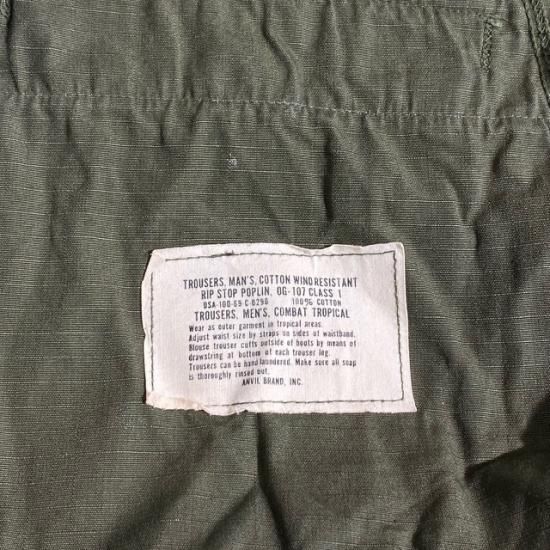 TROUSERS, MAN'S, COTTON WIND RESISTANT
RIP STOP POPLIN, OG-107 CLASS 1
DSA-100-69-C-0296 100% COTTON
TROUSERS, MEN'S, COMBAT TROPICAL
Wear as outer garment in tropical areas.
Adjust waist size by straps on sides of waistband.
Blouse trouser cuffs outside of boots by means of
drawstring at bottom of each trouser leg.
Trousers can be hand laundered. Make sure all soap
is thoroughly rinsed out.
ANVIL BRAND, INC.